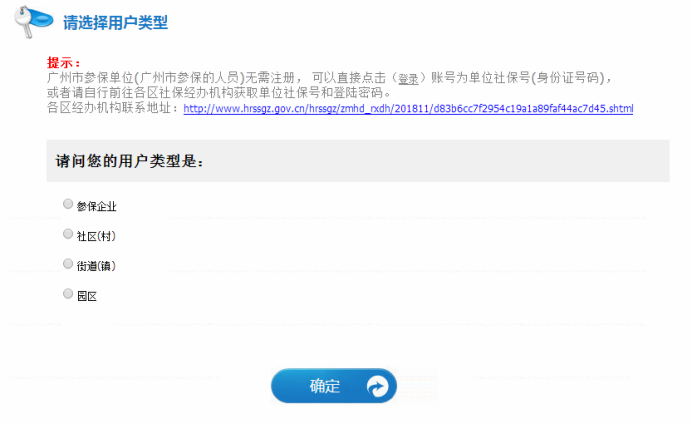 请选择用户类型
提示：
广州市参保单位(广州市参保的人员)无需注册，可以直接点击（登录）账号为单位社保号(身份证号码)，
或者请自行前往各区社保经办机构获取单位社保号和登陆密码。
各区经办机构联系地址：http://www.hrssgz.gov.cn/hrssgz/zmhd_rxdh/201811/d83b6cc7f2954c19a1a89faf44ac7d45.shtml
请问您的用户类型是：
参保企业
社区(村)
街道(镇)
园区
确定